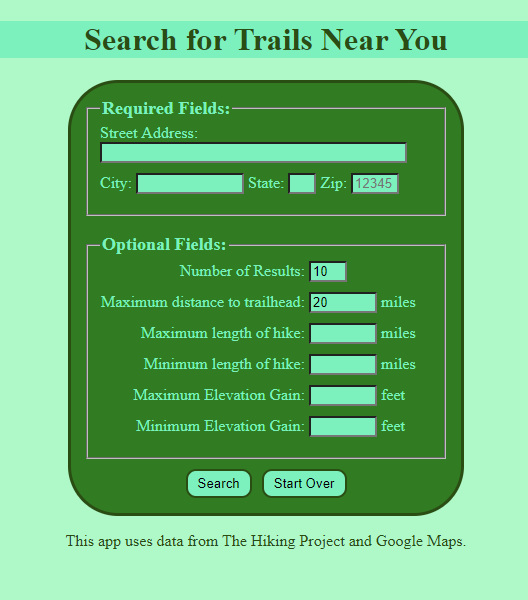 Search for Trails Near You
Required Fields:
Street Address:
City: State: Zip: 12345
Optional Fields:
Number of Results: 10
Maximum distance to trailhead: 20 miles
Maximum length of hike: miles
Minimum length of hike: miles
Maximum Elevation Gain: feet
Minimum Elevation Gain: feet
Search Start Over
This app uses data from The Hiking Project and Google Maps.